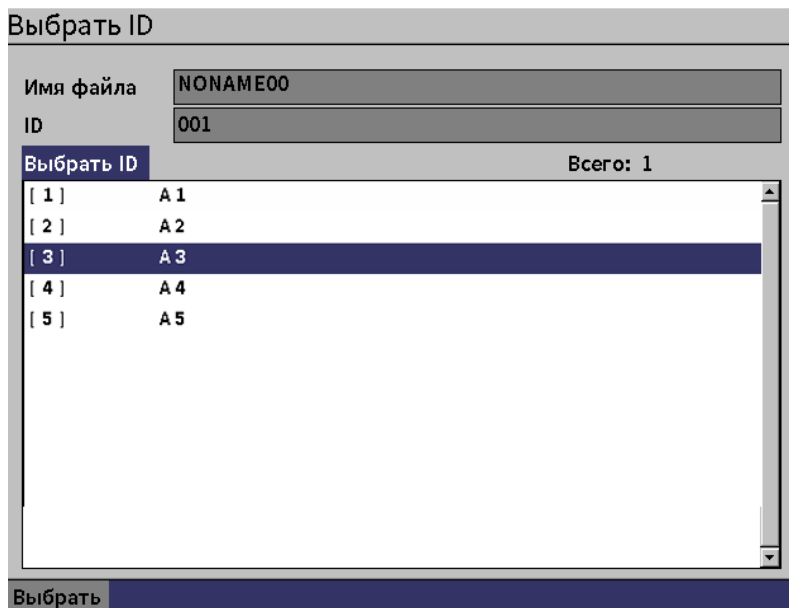 Выбрать ID
Имя файла NONAME00
ID 001
Выбрать ID Всего: 1
[ 1 ] A 1
[ 2 ] A 2
[ 3 ] A 3
[ 4 ] A 4
[ 5 ] A 5
Выбрать